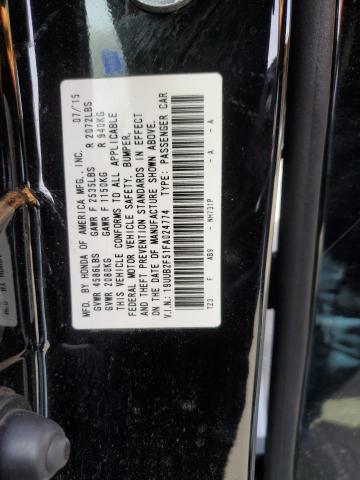 MFD. BY HONDA OF AMERICA MFG., INC. 07/15
GVWR 4586LBS GAWR F 2535LBS R 2072LBS
GVWR 2080KG GAWR F 1150KG R 940KG
THIS VEHICLE CONFORMS TO ALL APPLICABLE
FEDERAL MOTOR VEHICLE SAFETY, BUMPER,
AND THEFT PREVENTION STANDARDS IN EFFECT
ON THE DATE OF MANUFACTURE SHOWN ABOVE.
V.I.N.: 19UUB2F51FA024774 TYPE: PASSENGER CAR
TZ3 F AB9 - NH731P - A - A